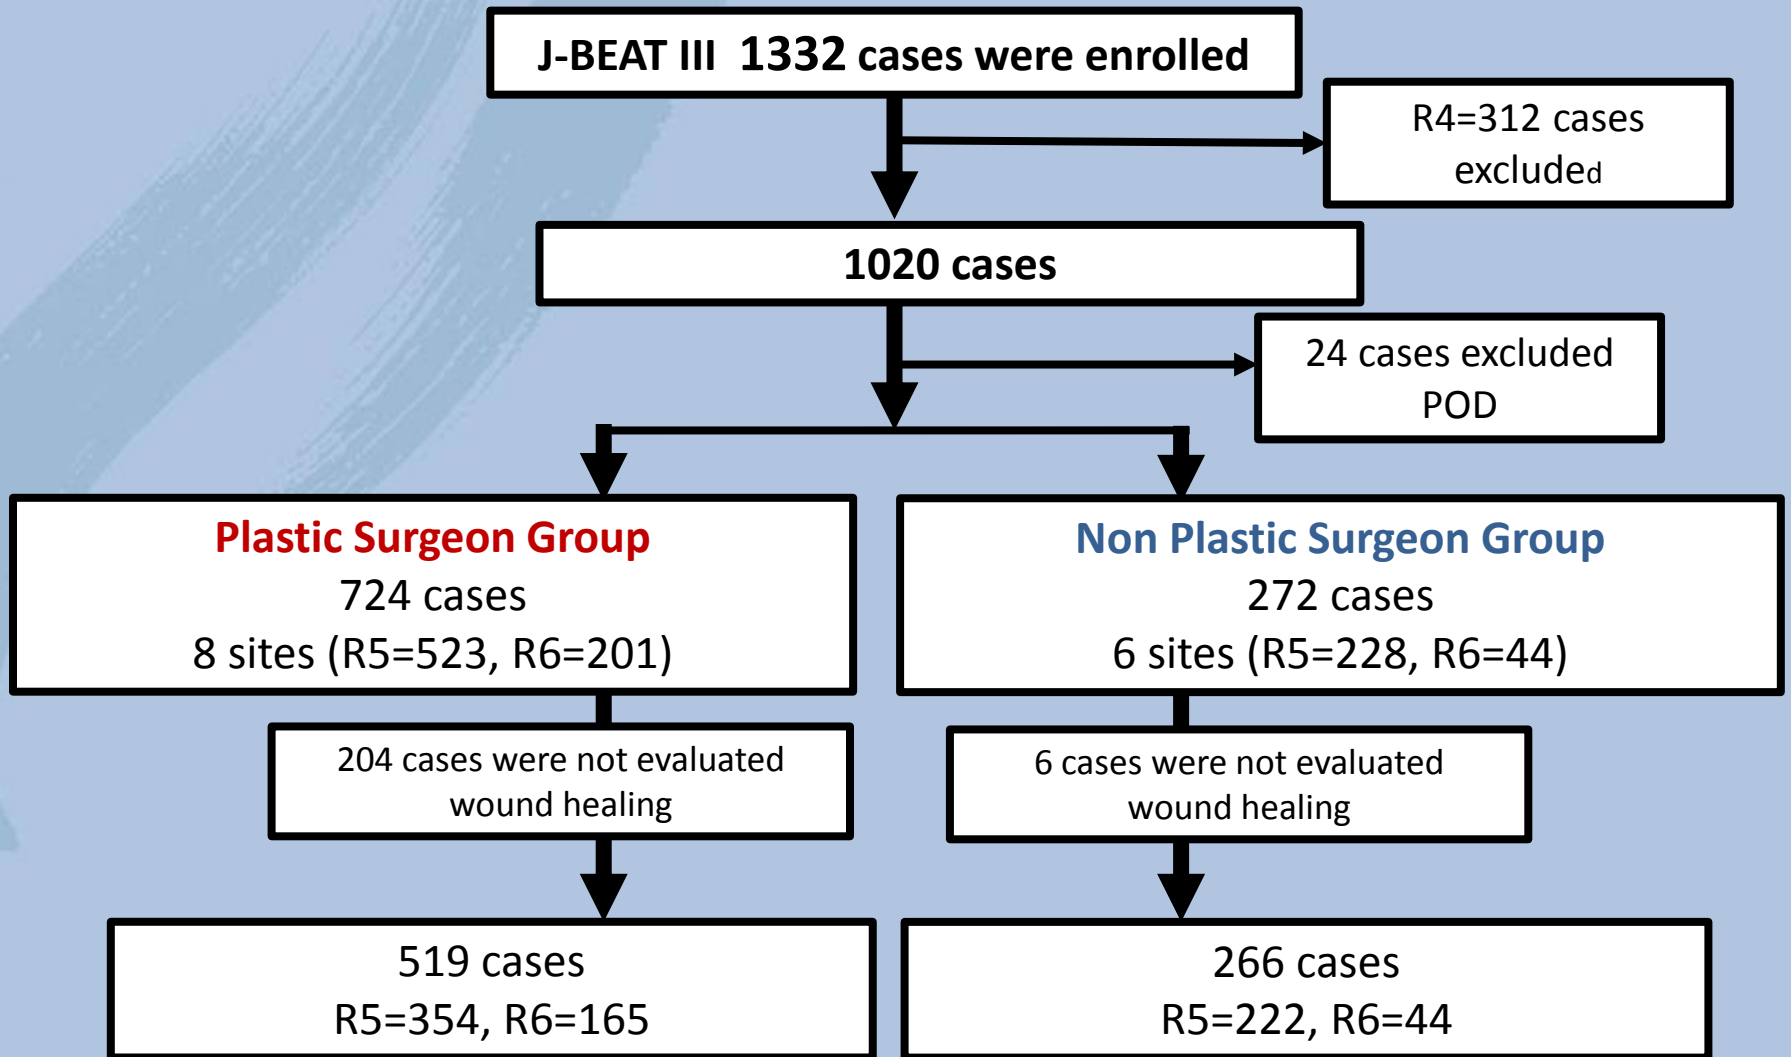 J-BEAT III 1332 cases were enrolled
R4=312 cases
excluded
1020 cases
24 cases excluded
POD
Plastic Surgeon Group
724 cases
8 sites (R5=523, R6=201)
Non Plastic Surgeon Group
272 cases
6 sites (R5=228, R6=44)
204 cases were not evaluated
wound healing
6 cases were not evaluated
wound healing
519 cases
R5=354, R6=165
266 cases
R5=222, R6=44